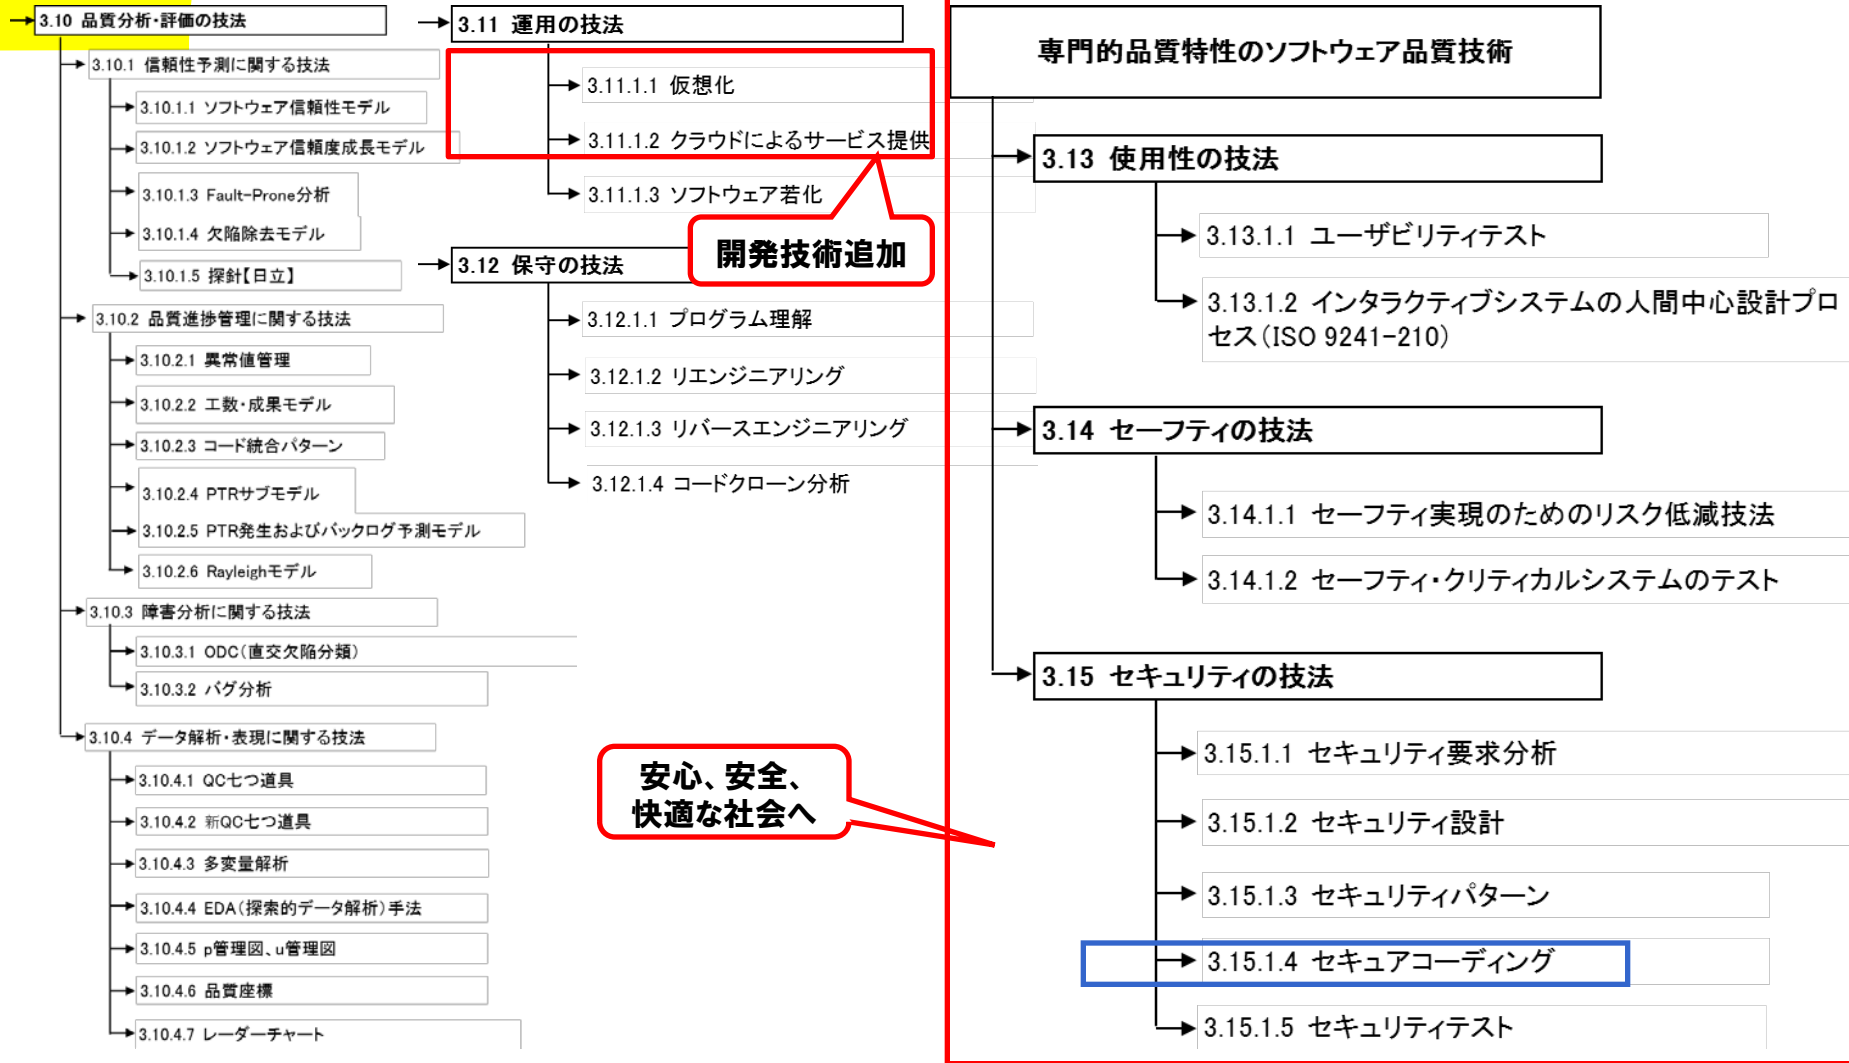 3.10 品質分析・評価の技法
3.10.1 信頼性予測に関する技法
3.10.1.1 ソフトウェア信頼性モデル
3.10.1.2 ソフトウェア信頼度成長モデル
3.10.1.3 Fault-Prone分析
3.10.1.4 欠陥除去モデル
3.10.1.5 探針【日立】
3.10.2 品質進捗管理に関する技法
3.10.2.1 異常値管理
3.10.2.2 工数・成果モデル
3.10.2.3 コード統合パターン
3.10.2.4 PTRサブモデル
3.10.2.5 PTR発生およびバックログ予測モデル
3.10.2.6 Rayleighモデル
3.10.3 障害分析に関する技法
3.10.3.1 ODC(直交欠陥分類)
3.10.3.2 バグ分析
3.10.4 データ解析・表現に関する技法
3.10.4.1 QC七つ道具
3.10.4.2 新QC七つ道具
3.10.4.3 多変量解析
3.10.4.4 EDA(探索的データ解析)手法
3.10.4.5 p管理図、u管理図
3.10.4.6 品質座標
3.10.4.7 レーダーチャート
3.11 運用の技法
3.11.1.1 仮想化
3.11.1.2 クラウドによるサービス提供
3.11.1.3 ソフトウェア若化
開発技術追加
3.12 保守の技法
3.12.1.1 プログラム理解
3.12.1.2 リエンジニアリング
3.12.1.3 リバースエンジニアリング
3.12.1.4 コードクローン分析
安心、安全、
快適な社会へ
専門的品質特性のソフトウェア品質技術
3.13 使用性の技法
3.13.1.1 ユーザビリティテスト
3.13.1.2 インタラクティブシステムの人間中心設計プロ
セス(ISO 9241-210)
3.14 セーフティの技法
3.14.1.1 セーフティ実現のためのリスク低減技法
3.14.1.2 セーフティ・クリティカルシステムのテスト
3.15 セキュリティの技法
3.15.1.1 セキュリティ要求分析
3.15.1.2 セキュリティ設計
3.15.1.3 セキュリティパターン
3.15.1.4 セキュアコーディング
3.15.1.5 セキュリティテスト